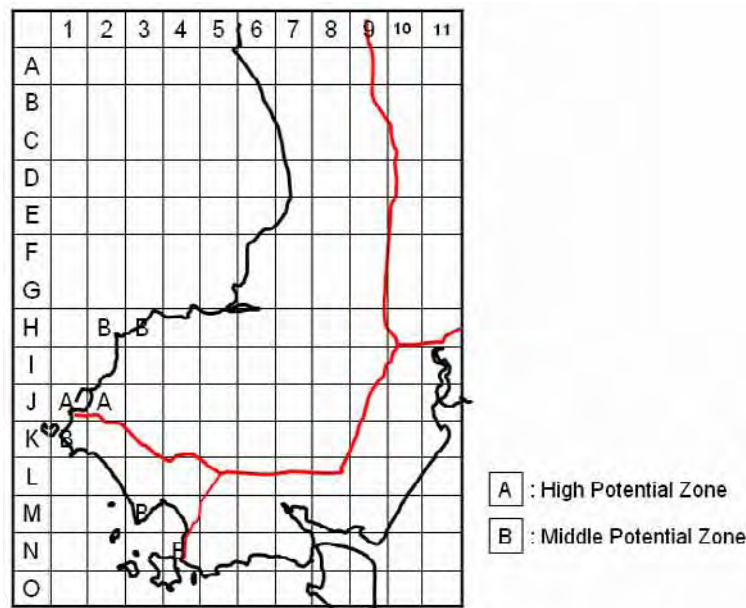 1 2 3 4 5 6 7 8 9 10 11
A
B
C
D
E
F
G
H B B
I
J A A
K B
L
M B
N
O
A : High Potential Zone
B : Middle Potential Zone